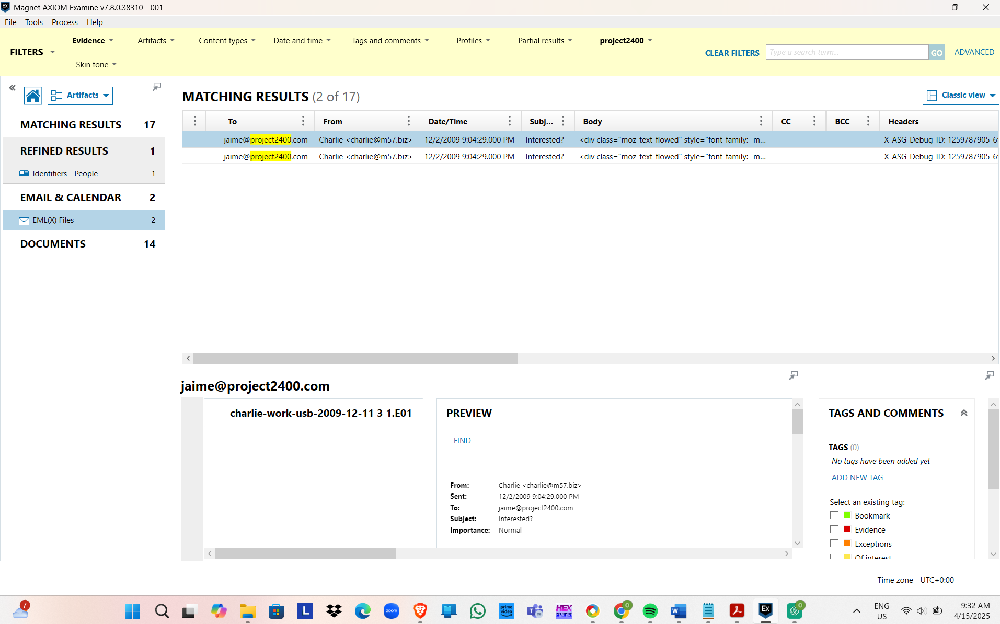 Magnet AXIOM Examine v7.8.0.38310 - 001
File Tools Process Help
FILTERS
Evidence Artifacts Content types Date and time Tags and comments Profiles Partial results project2400
Skin tone
CLEAR FILTERS Type a search term... GO ADVANCED
Artifacts
MATCHING RESULTS 17
REFINED RESULTS 1
Identifiers - People 1
EMAIL & CALENDAR 2
EML(X) Files 2
DOCUMENTS 14
MATCHING RESULTS (2 of 17)
Classic view
To From Date/Time Subj... Body CC BCC Headers
jaime@project2400.com Charlie <charlie@m57.biz> 12/2/2009 9:04:29.000 PM Interested? <div class="moz-text-flowed" style="font-family: -m... X-ASG-Debug-ID: 1259787905-6
jaime@project2400.com Charlie <charlie@m57.biz> 12/2/2009 9:04:29.000 PM Interested? <div class="moz-text-flowed" style="font-family: -m... X-ASG-Debug-ID: 1259787905-6
jaime@project2400.com
charlie-work-usb-2009-12-11 3 1.E01
PREVIEW
FIND
From: Charlie <charlie@m57.biz>
Sent: 12/2/2009 9:04:29.000 PM
To: jaime@project2400.com
Subject: Interested?
Importance: Normal
TAGS AND COMMENTS
TAGS (0)
No tags have been added yet
ADD NEW TAG
Select an existing tag:
Bookmark
Evidence
Exceptions
Of interest
Time zone UTC+0:00
7
L
zoom
prime video
HEX
0
W
0
EX
ENG
US
9:32 AM
4/15/2025